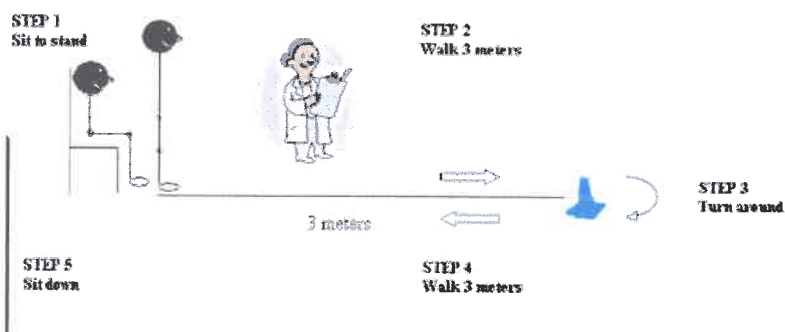 STEP 1
Sit to stand
STEP 2
Walk 3 meters
STEP 3
Turn around
3 meters
STEP 4
Walk 3 meters
STEP 5
Sit down